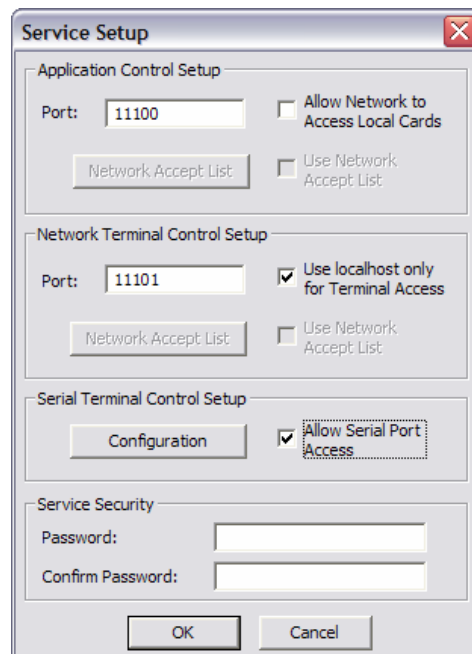 Service Setup
Application Control Setup
Port: 11100
Allow Network to
Access Local Cards
Network Accept List
Use Network
Accept List
Network Terminal Control Setup
Port: 11101
Use localhost only
for Terminal Access
Network Accept List
Use Network
Accept List
Serial Terminal Control Setup
Configuration
Allow Serial Port
Access
Service Security
Password:
Confirm Password:
OK Cancel